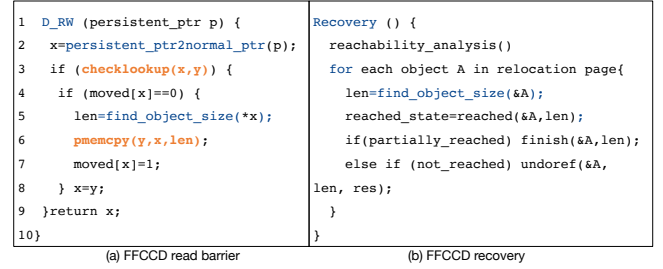 1 D_RW (persistent_ptr p) {
2 x=persistent_ptr2normal_ptr(p);
3 if (checklookup(x,y)) {
4 if (moved[x]==0) {
5 len=find_object_size(*x);
6 pmemcpy(y,x,len);
7 moved[x]=1;
8 } x=y;
9 }return x;
10}
(a) FFCCD read barrier
Recovery () {
reachability_analysis()
for each object A in relocation page{
len=find_object_size(&A);
reached_state=reached(&A,len);
if(partially_reached) finish(&A,len);
else if (not_reached) undoref(&A,
len, res);
}
}
(b) FFCCD recovery